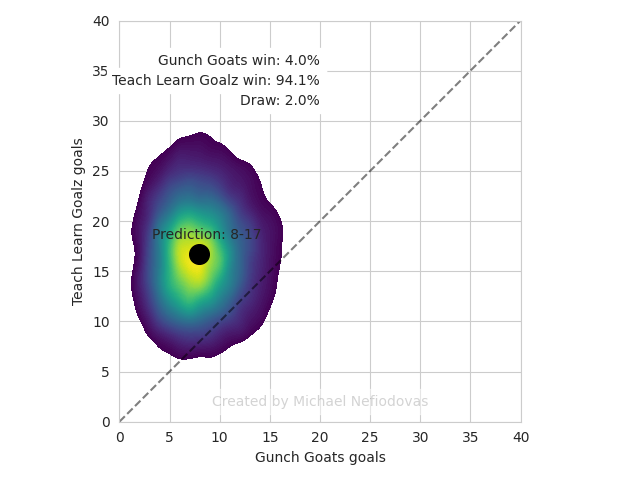 40
35
30
25
20
15
10
5
0
Teach Learn Goalz goals
Gunch Goats win: 4.0%
Teach Learn Goalz win: 94.1%
Draw: 2.0%
Prediction: 8-17
Created by Michael Nefiodovas
0 5 10 15 20 25 30 35 40
Gunch Goats goals